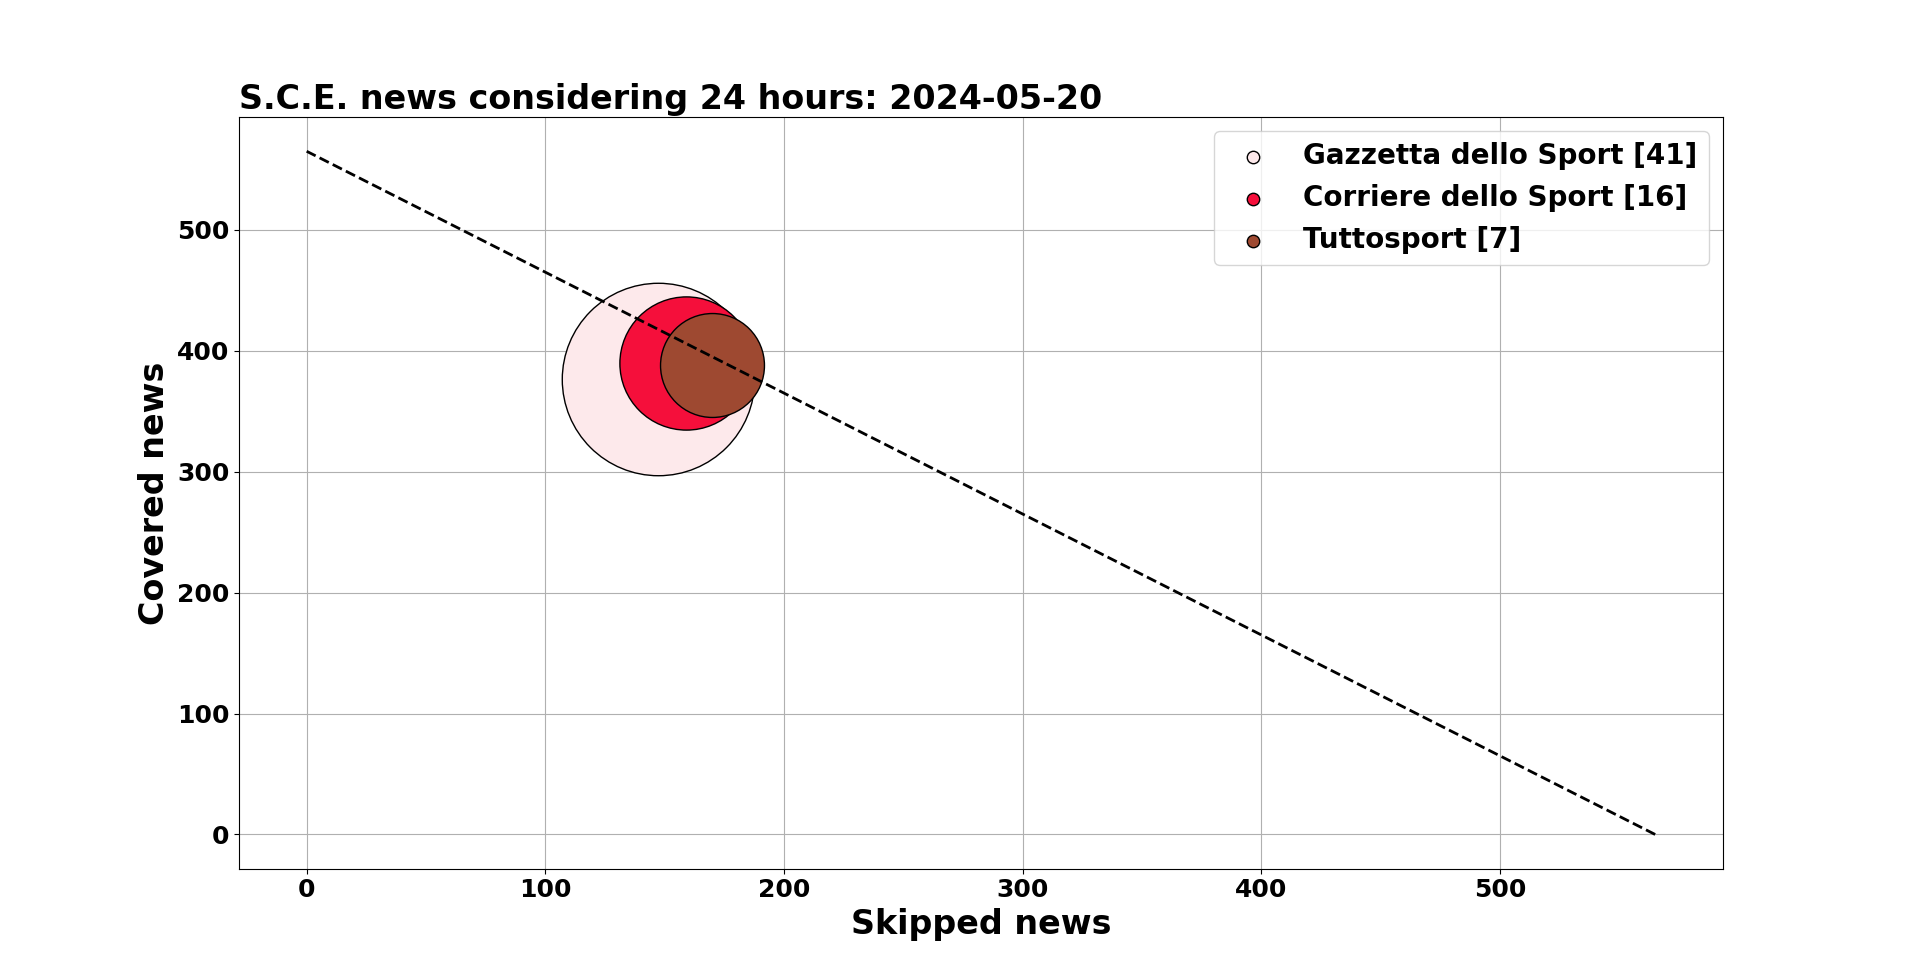 S.C.E. news considering 24 hours: 2024-05-20
Gazzetta dello Sport [41]
Corriere dello Sport [16]
Tuttosport [7]
Covered news
500
400
300
200
100
0
0 100 200 300 400 500
Skipped news